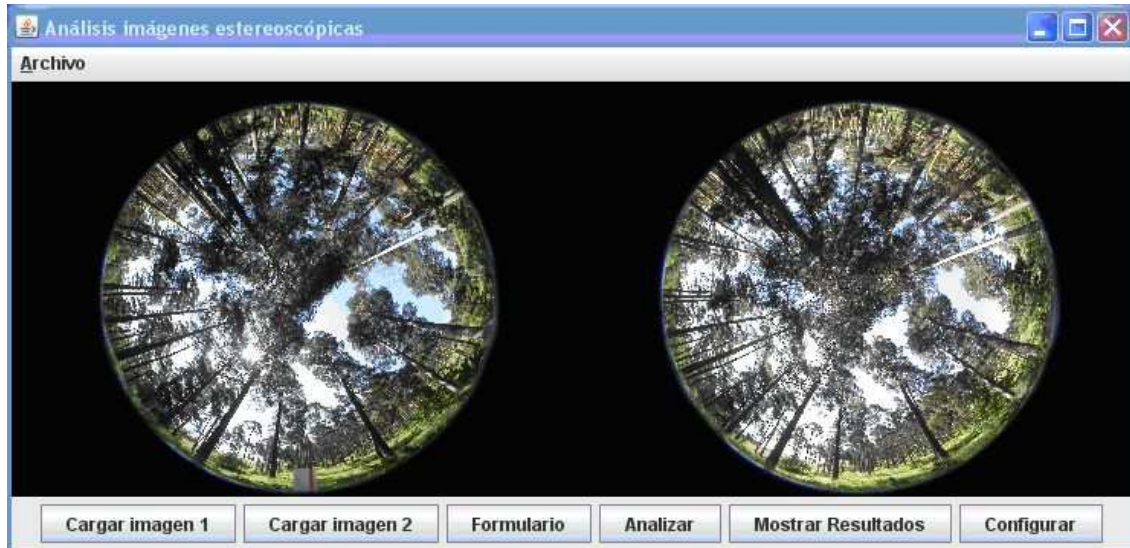 Análisis imágenes estereoscópicas
Archivo
Cargar imagen 1 Cargar imagen 2 Formulario Analizar Mostrar Resultados Configurar